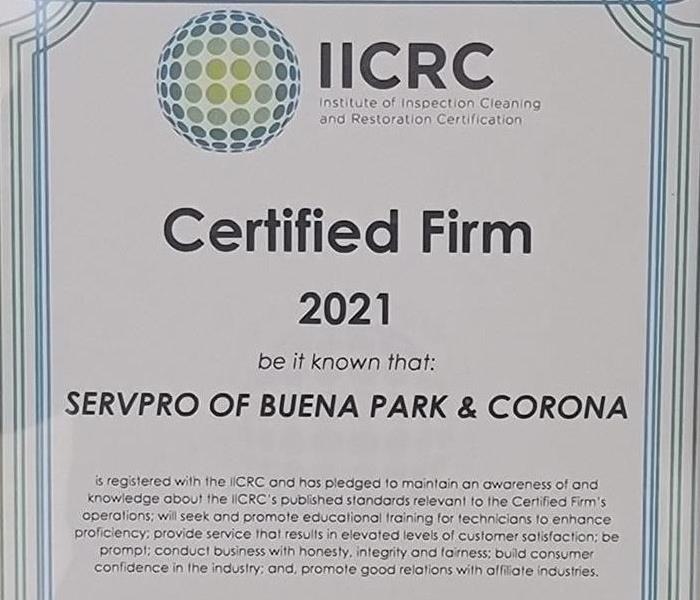 IICRC
Institute of Inspection Cleaning
and Restoration Certification
Certified Firm
2021
be it known that:
SERVPRO OF BUENA PARK & CORONA
is registered with the IICRC and has pledged to maintain an awareness of and
knowledge about the IICRC's published standards relevant to the Certified Firm's
operations; will seek and promote educational training for technicians to enhance
proficiency; provide service that results in elevated levels of customer satisfaction; be
prompt; conduct business with honesty, integrity and fairness; build consumer
confidence in the industry; and, promote good relations with affiliate industries.